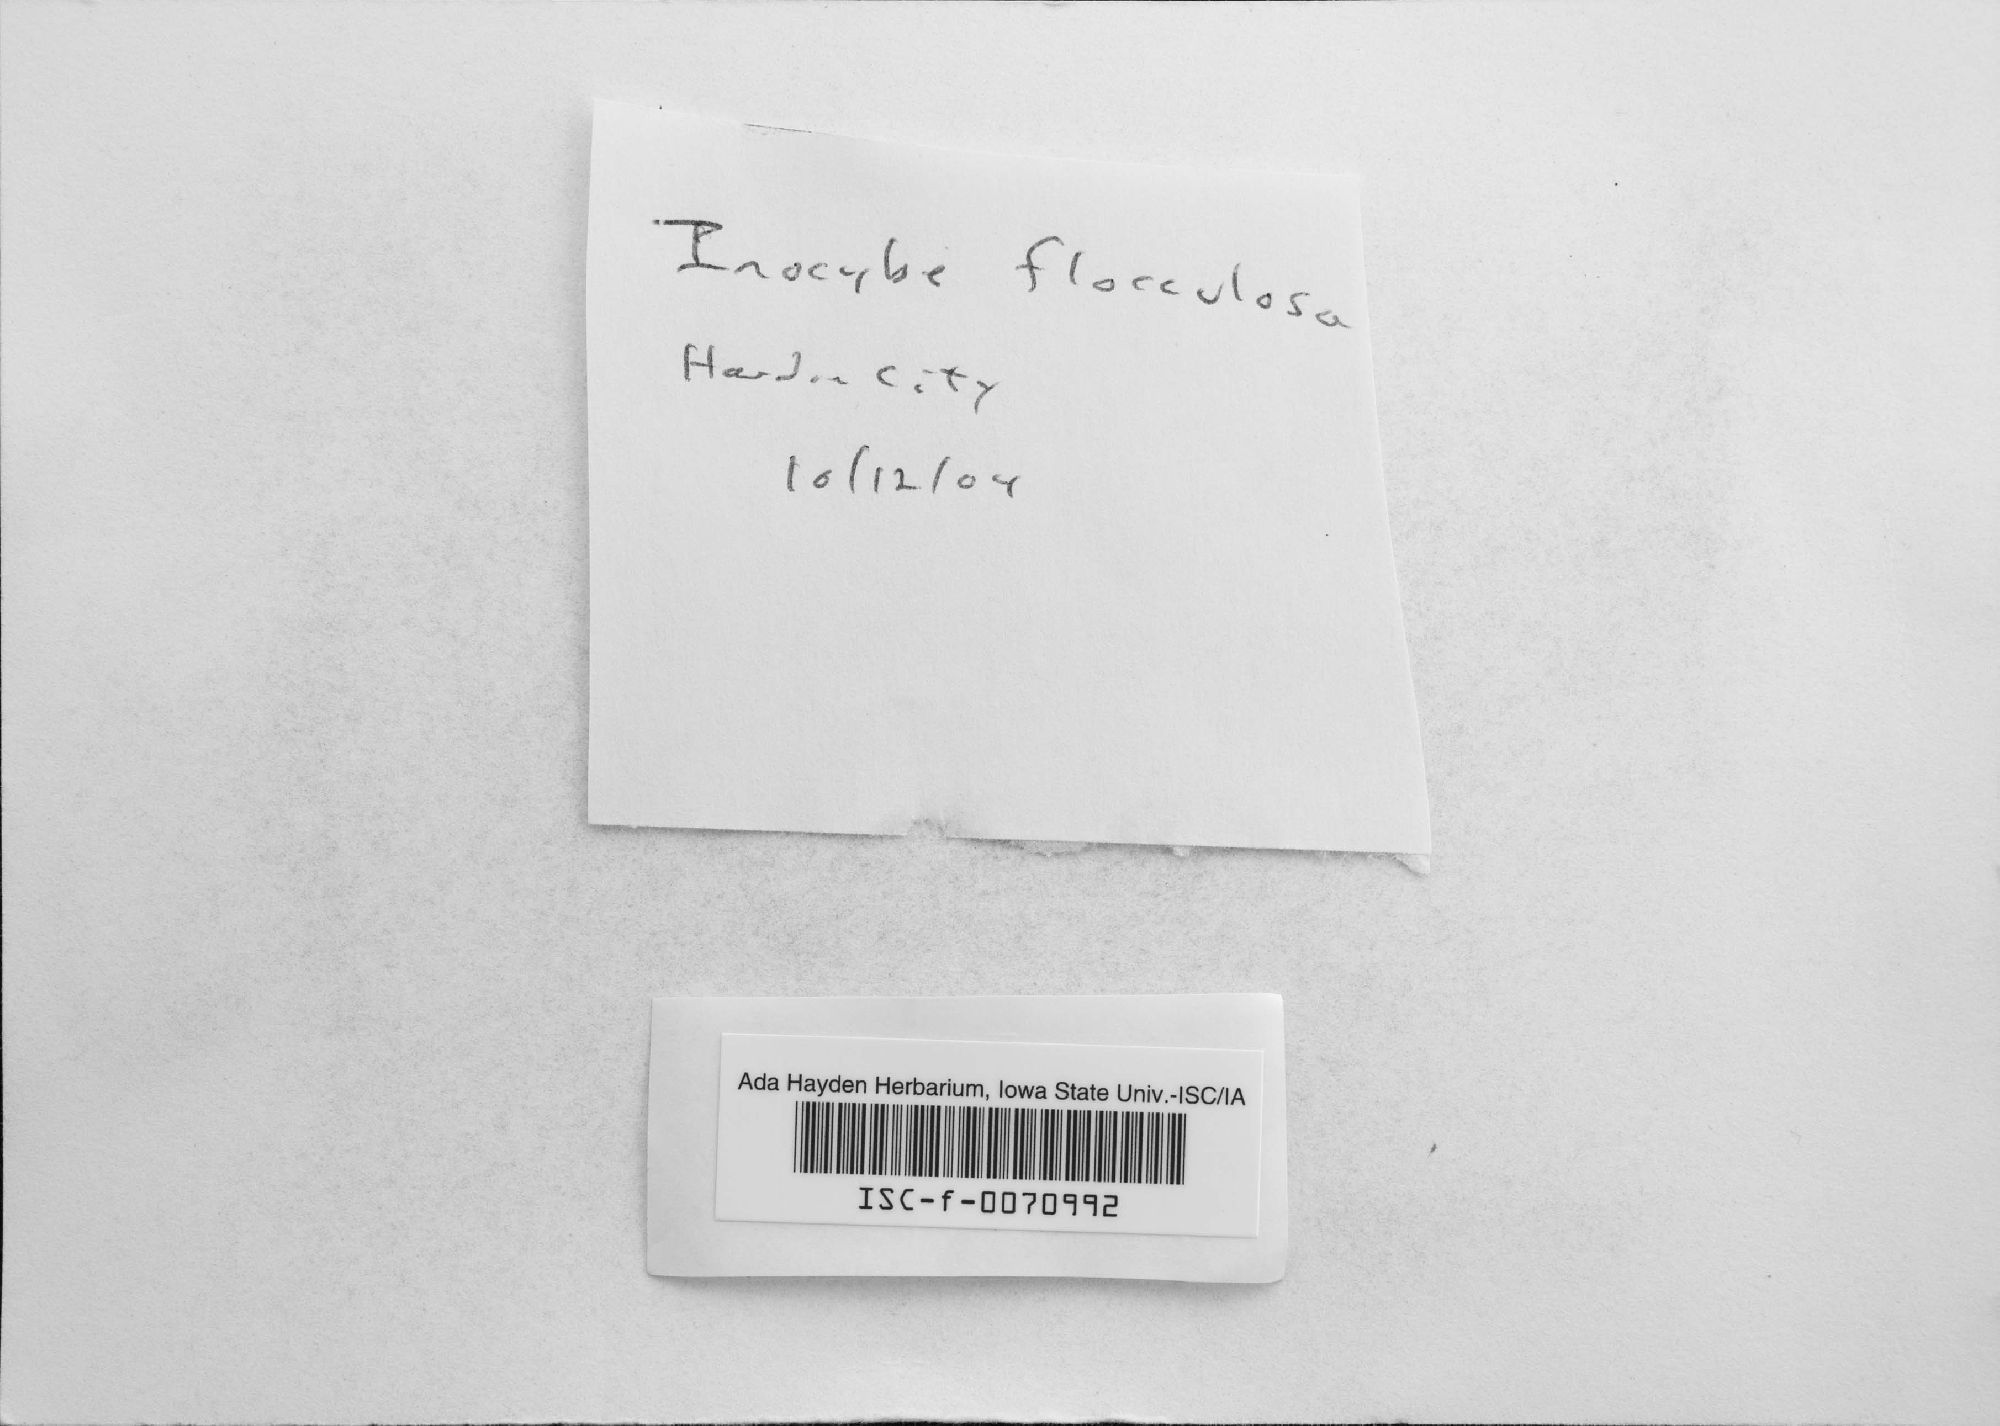 Inocybe flocculosa
Hardin City
10/12/04
Ada Hayden Herbarium, Iowa State Univ.-ISC/IA
ISC-f-0070992